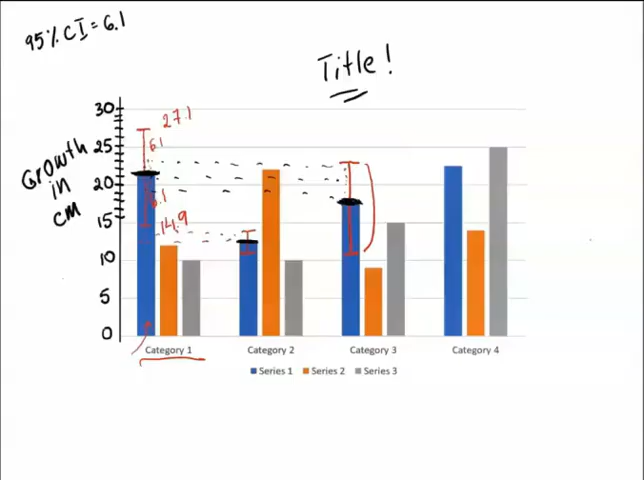 95% CI = 6.1
Title!
27.1
6.1
6.1
14.9
Growth
in
cm
30
25
20
15
10
5
0
Category 1 Category 2 Category 3 Category 4
Series 1 Series 2 Series 3